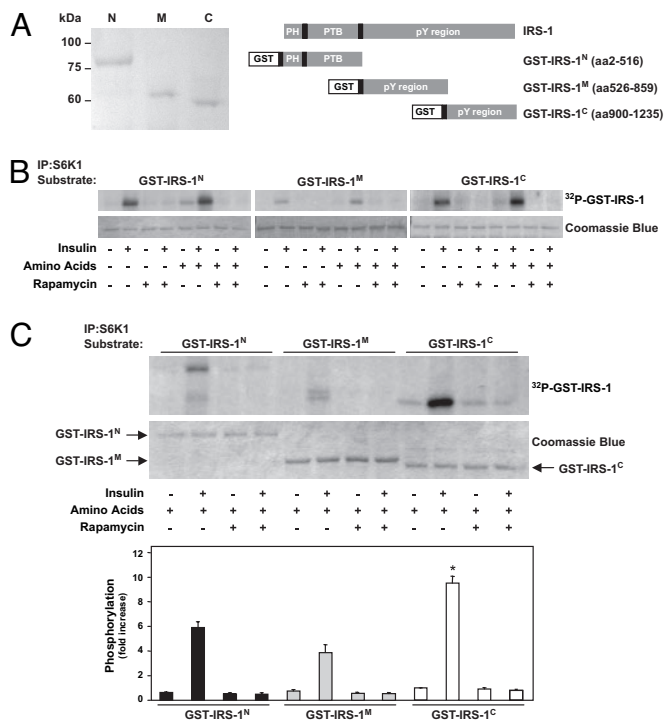 A
kDa N M C
100
75
60
PH PTB pY region IRS-1
GST PH PTB GST-IRS-1N (aa2-516)
GST pY region GST-IRS-1M (aa526-859)
GST pY region GST-IRS-1C (aa900-1235)
B
IP:S6K1
Substrate: GST-IRS-1N GST-IRS-1M GST-IRS-1C
32P-GST-IRS-1
Coomassie Blue
Insulin - + - + - + - + - + - + - + - + - + - + - + - +
Amino Acids - - - - + + + + - - - - + + + + - - - - + + + +
Rapamycin - - + + - - + + - - + + - - + + - - + + - - + +
C
IP:S6K1
Substrate: GST-IRS-1N GST-IRS-1M GST-IRS-1C
32P-GST-IRS-1
GST-IRS-1N
Coomassie Blue
GST-IRS-1M
GST-IRS-1C
Insulin - + - + - + - + - + - +
Amino Acids + + + + + + + + + + + +
Rapamycin - - + + - - + + - - + +
Phosphorylation
(fold increase)
12
10
8
6
4
2
0
*
GST-IRS-1N GST-IRS-1M GST-IRS-1C